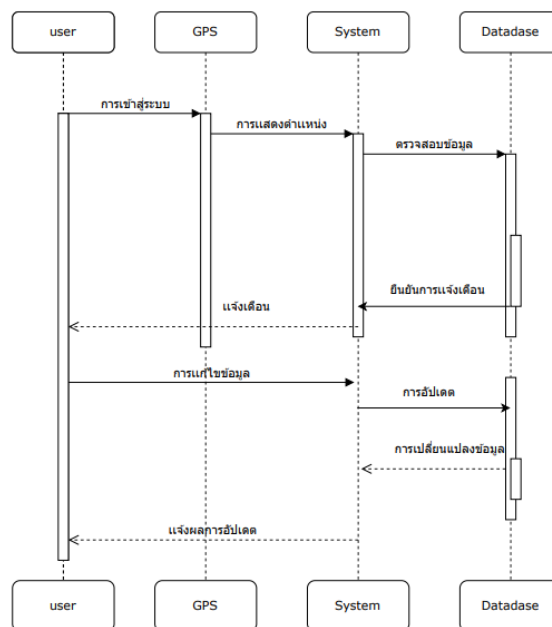 user
GPS
System
Datadase
การเข้าสู่ระบบ
การแสดงตำแหน่ง
ตรวจสอบข้อมูล
ยืนยันการแจ้งเตือน
แจ้งเตือน
การแก้ไขข้อมูล
การอัปเดต
การเปลี่ยนแปลงข้อมูล
แจ้งผลการอัปเดต
user
GPS
System
Datadase